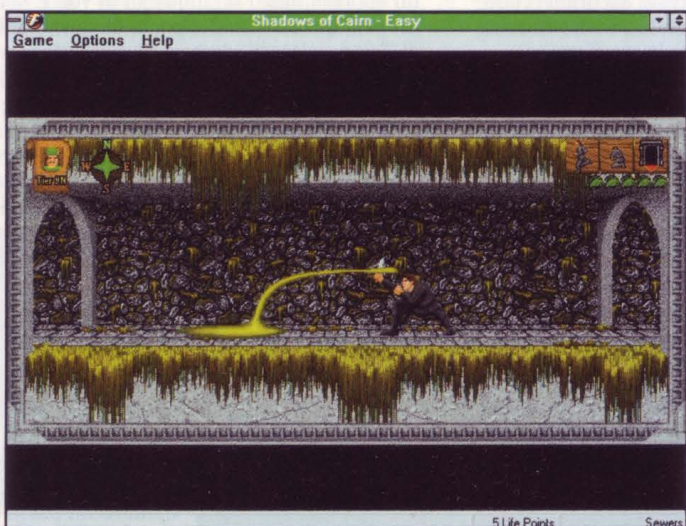 Shadows of Cairn - Easy
Game Options Help
N
W E
S
5 Life Points Sewers